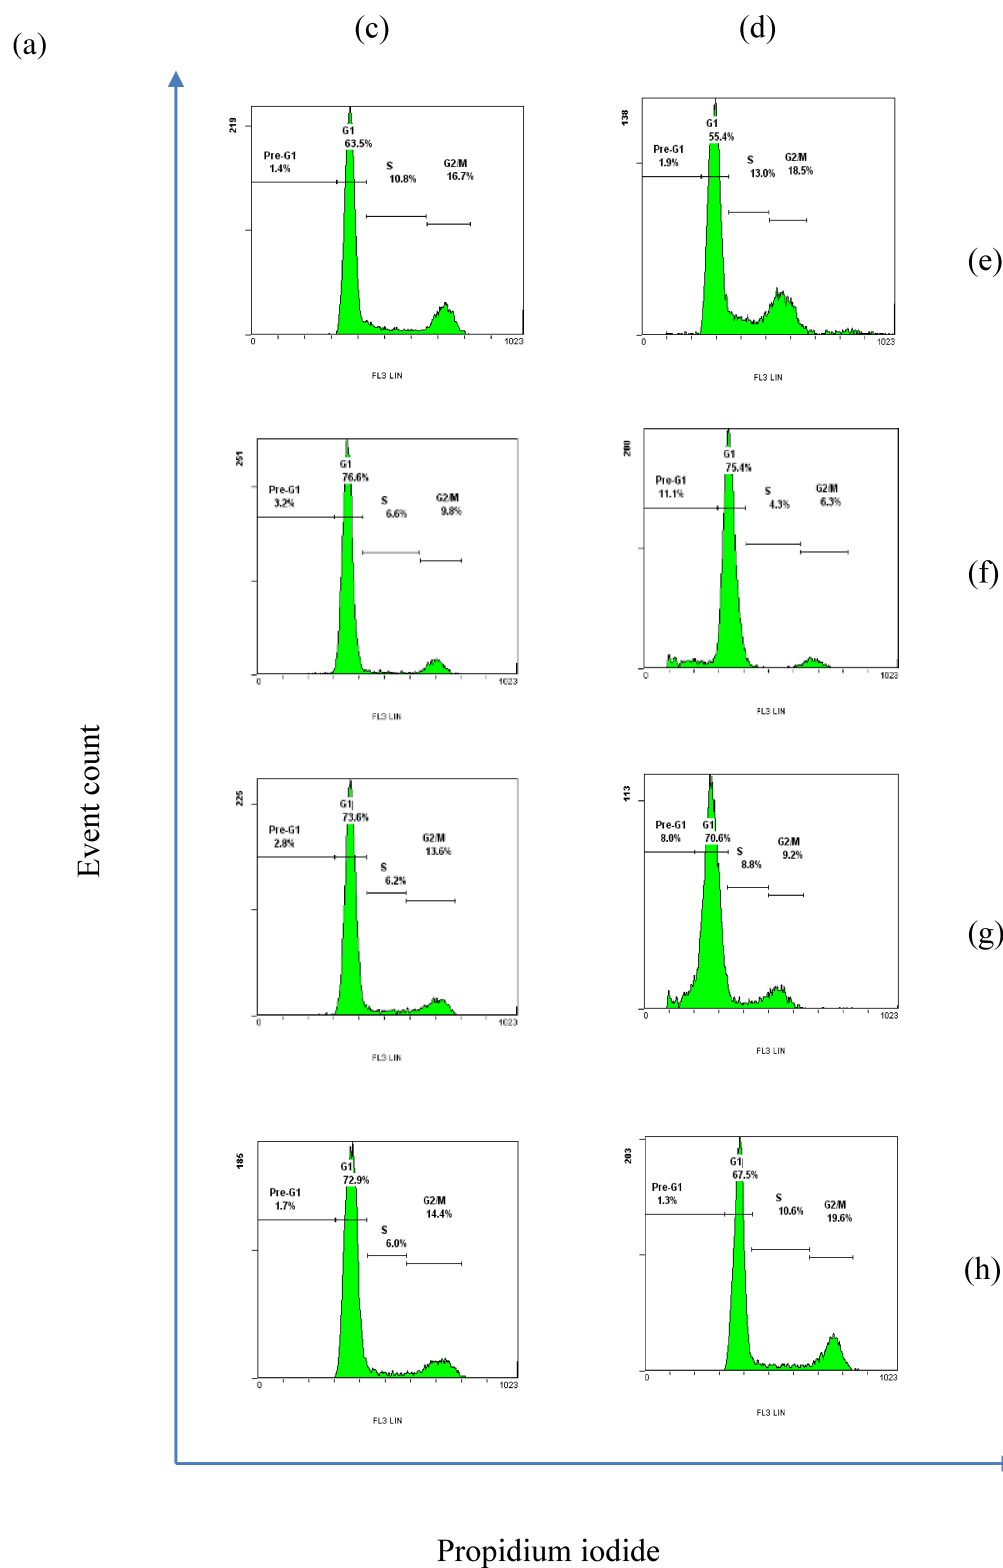 (a)
(c)
(d)
219
G1
63.5%
Pre-G1
1.4%
S
10.8%
G2/M
16.7%
0
1023
FL3 LIN
138
G1
55.4%
Pre-G1
1.9%
S
13.0%
G2/M
18.5%
0
1023
FL3 LIN
(e)
251
G1
76.6%
Pre-G1
3.2%
S
6.6%
G2/M
9.8%
0
1023
FL3 LIN
G1
75.4%
Pre-G1
11.1%
S
4.3%
G2/M
6.3%
0
1023
FL3 LIN
(f)
Event count
225
G1
73.6%
Pre-G1
2.8%
S
6.2%
G2/M
13.6%
0
1023
FL3 LIN
113
G1
70.6%
Pre-G1
8.0%
S
8.8%
G2/M
9.2%
0
1023
FL3 LIN
(g)
G1
72.9%
Pre-G1
1.7%
S
6.0%
G2/M
14.4%
0
1023
FL3 LIN
203
G1
67.5%
Pre-G1
1.3%
S
10.6%
G2/M
19.6%
0
1023
FL3 LIN
(h)
Propidium iodide